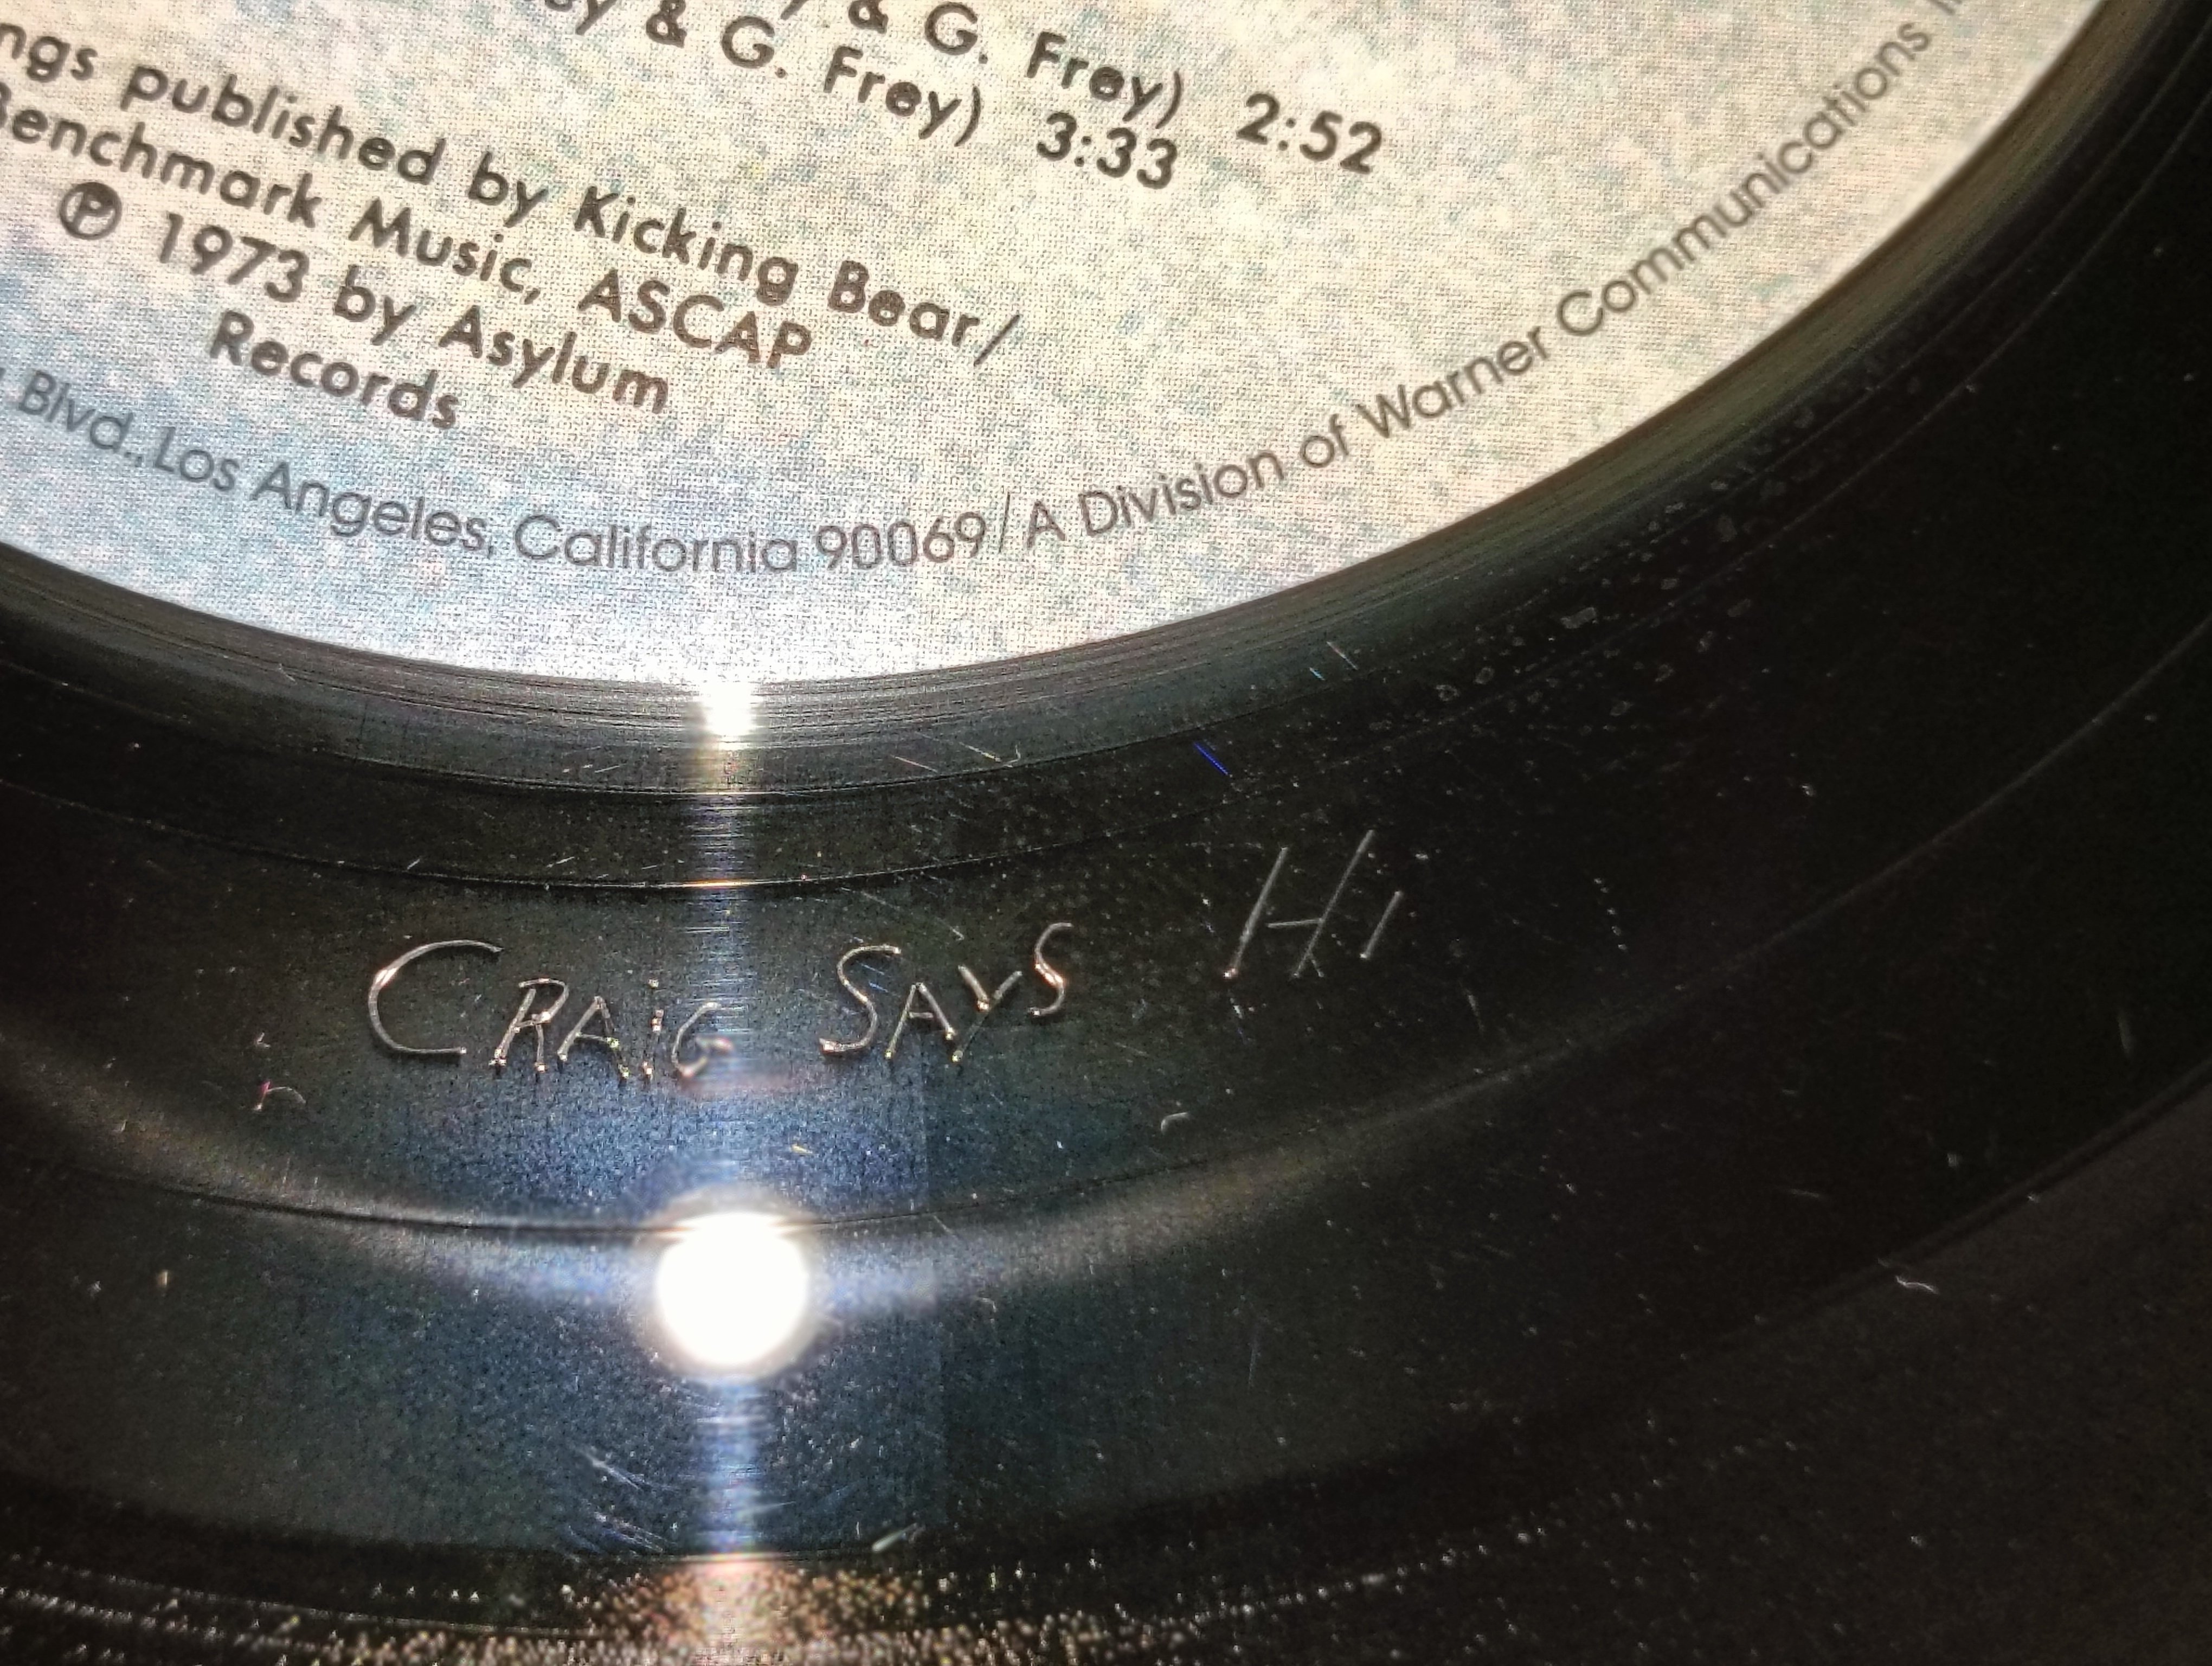 & G. Frey) 2:52
& G. Frey) 3:33
published by Kicking Bear/
Benchmark Music, ASCAP
℗ 1973 by Asylum
Records
Blvd., Los Angeles, California 90069/A Division of Warner Communications
CRAiG SAYS Hi